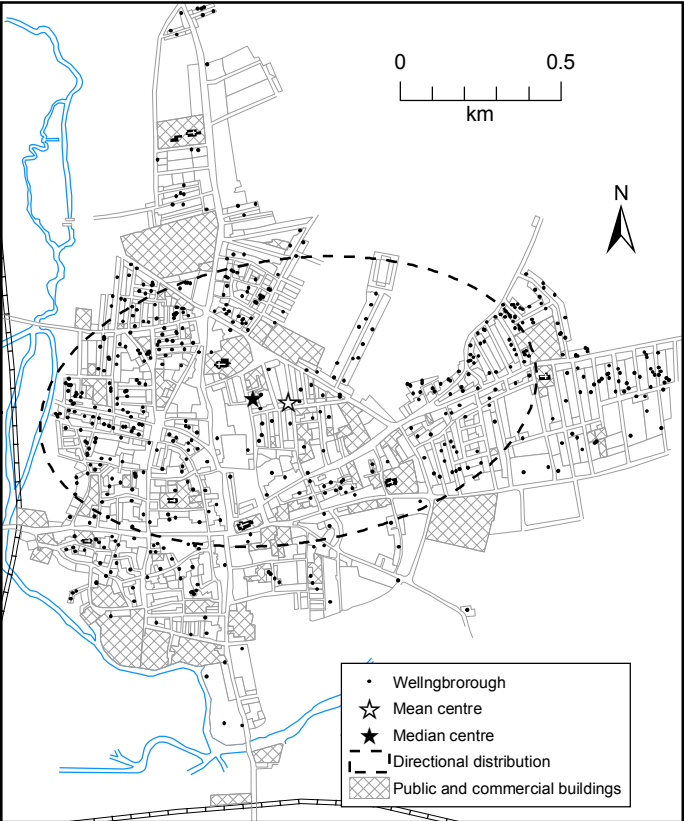 0 0.5
km
N
Wellngbrorough
Mean centre
Median centre
Directional distribution
Public and commercial buildings